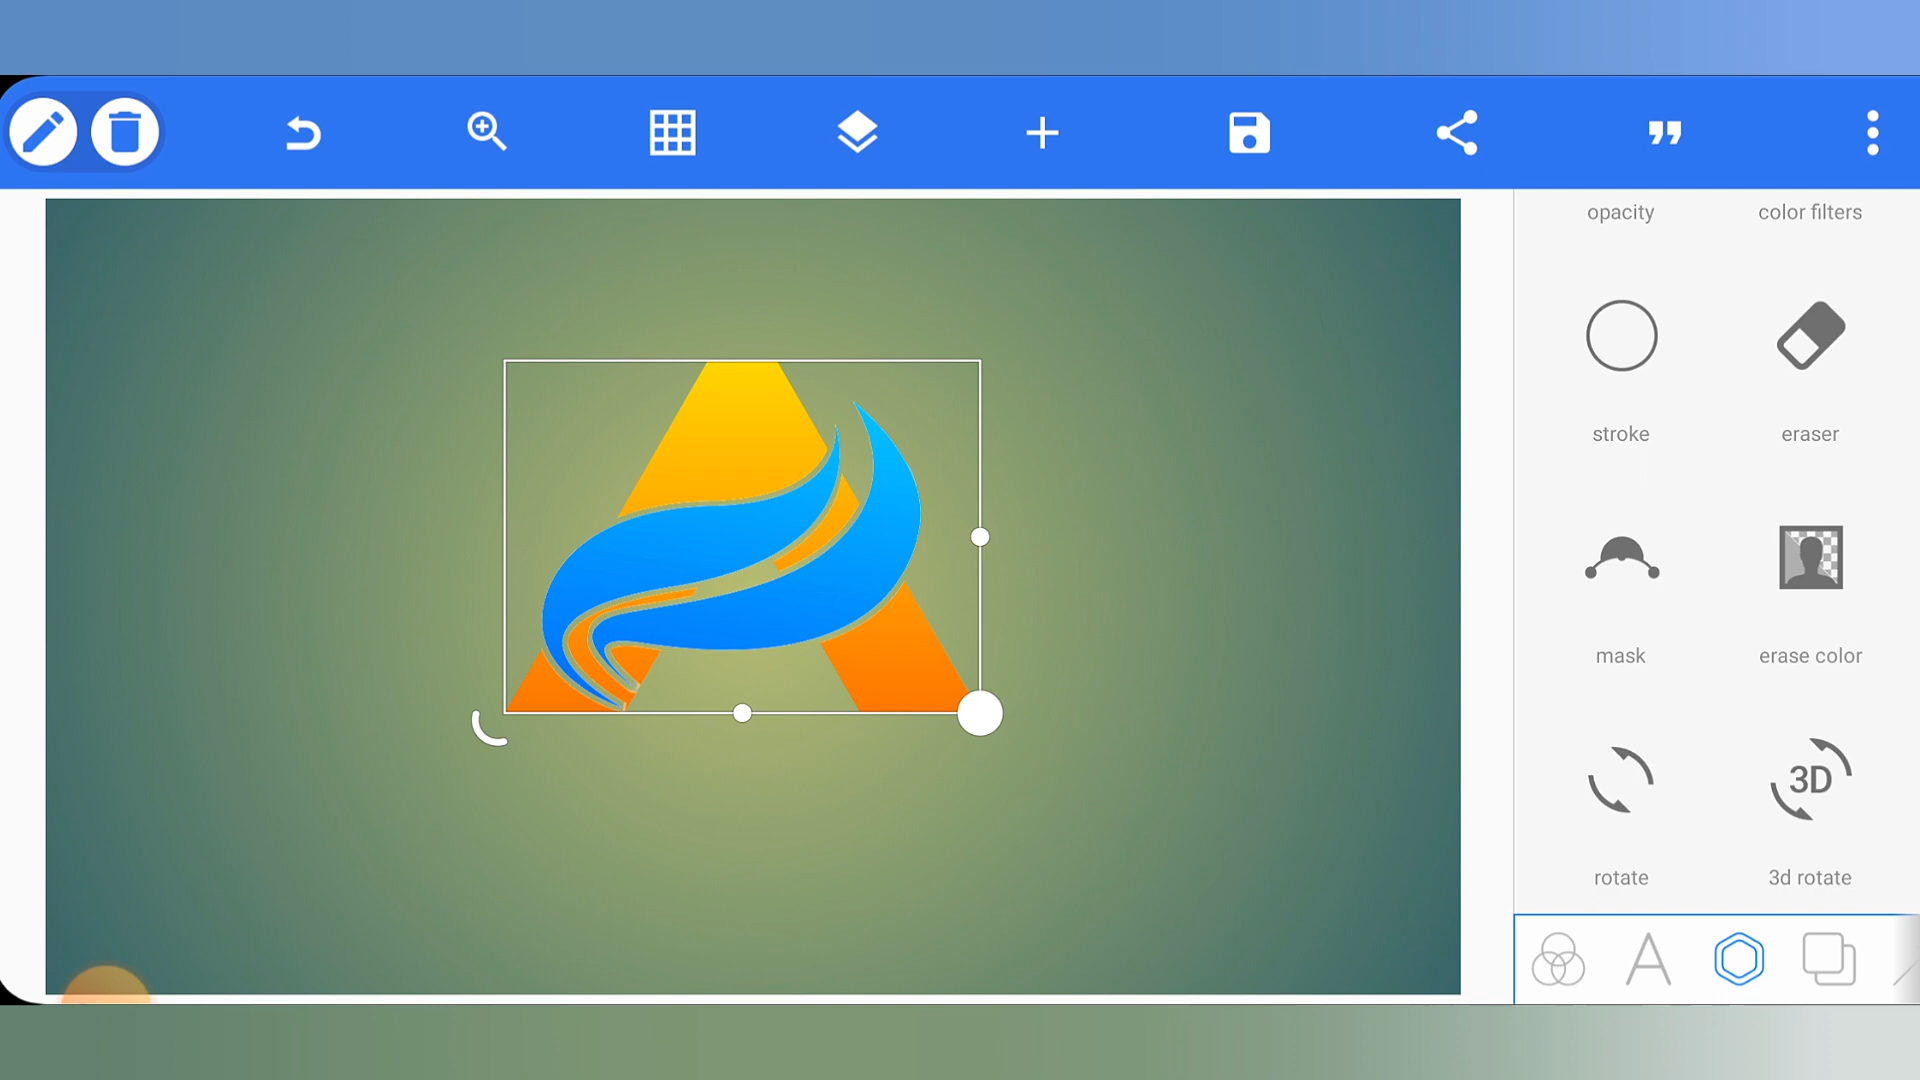 opacity
color filters
stroke
eraser
mask
erase color
3D
rotate
3d rotate